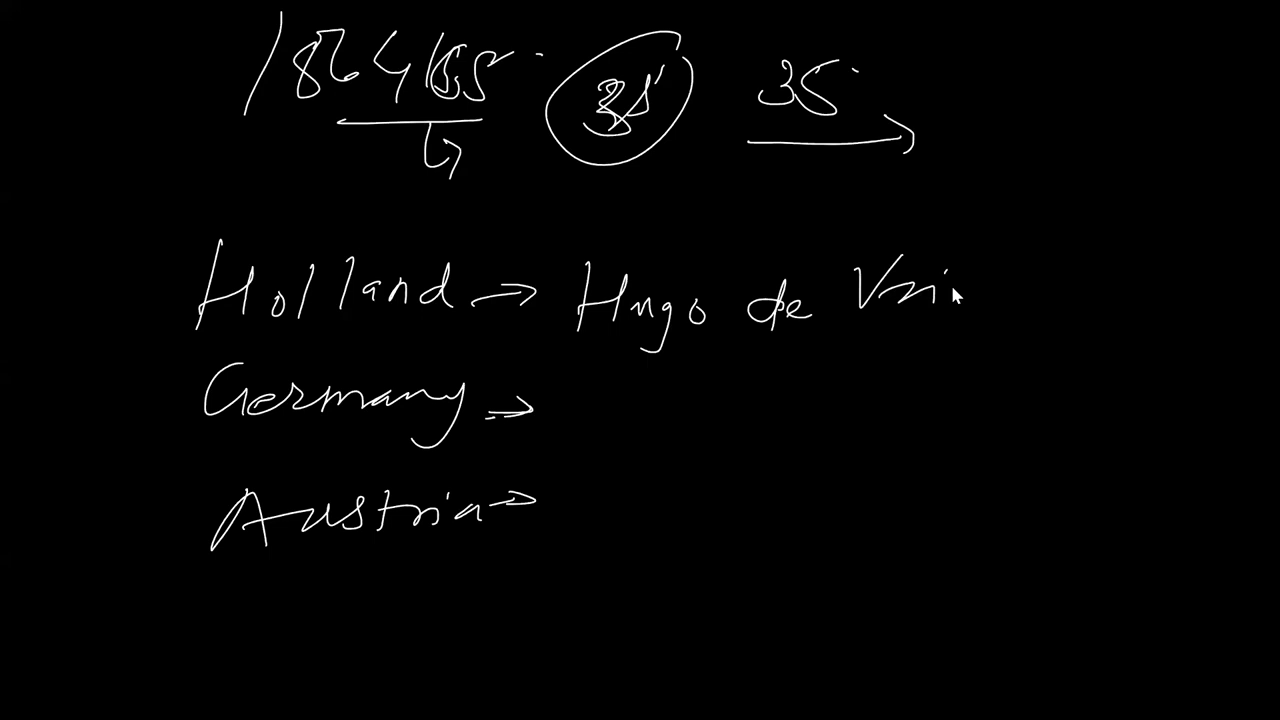 35
Holland → Hugo de Vri
Germany →
Austria →